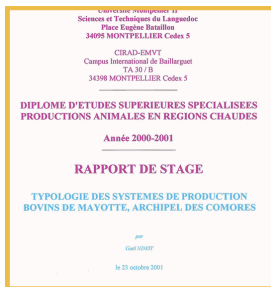 Université Montpellier II
Sciences et Techniques du Languedoc
Place Eugène Bataillon
34095 MONTPELLIER Cedex 5
CIRAD-EMVT
Campus International de Baillarguet
TA 30 / B
34398 MONTPELLIER Cedex 5
DIPLOME D'ETUDES SUPERIEURES SPECIALISEES
PRODUCTIONS ANIMALES EN REGIONS CHAUDES
Année 2000-2001
RAPPORT DE STAGE
TYPOLOGIE DES SYSTEMES DE PRODUCTION
BOVINS DE MAYOTTE, ARCHIPEL DES COMORES
par
Gaël
le 25 octobre 2001